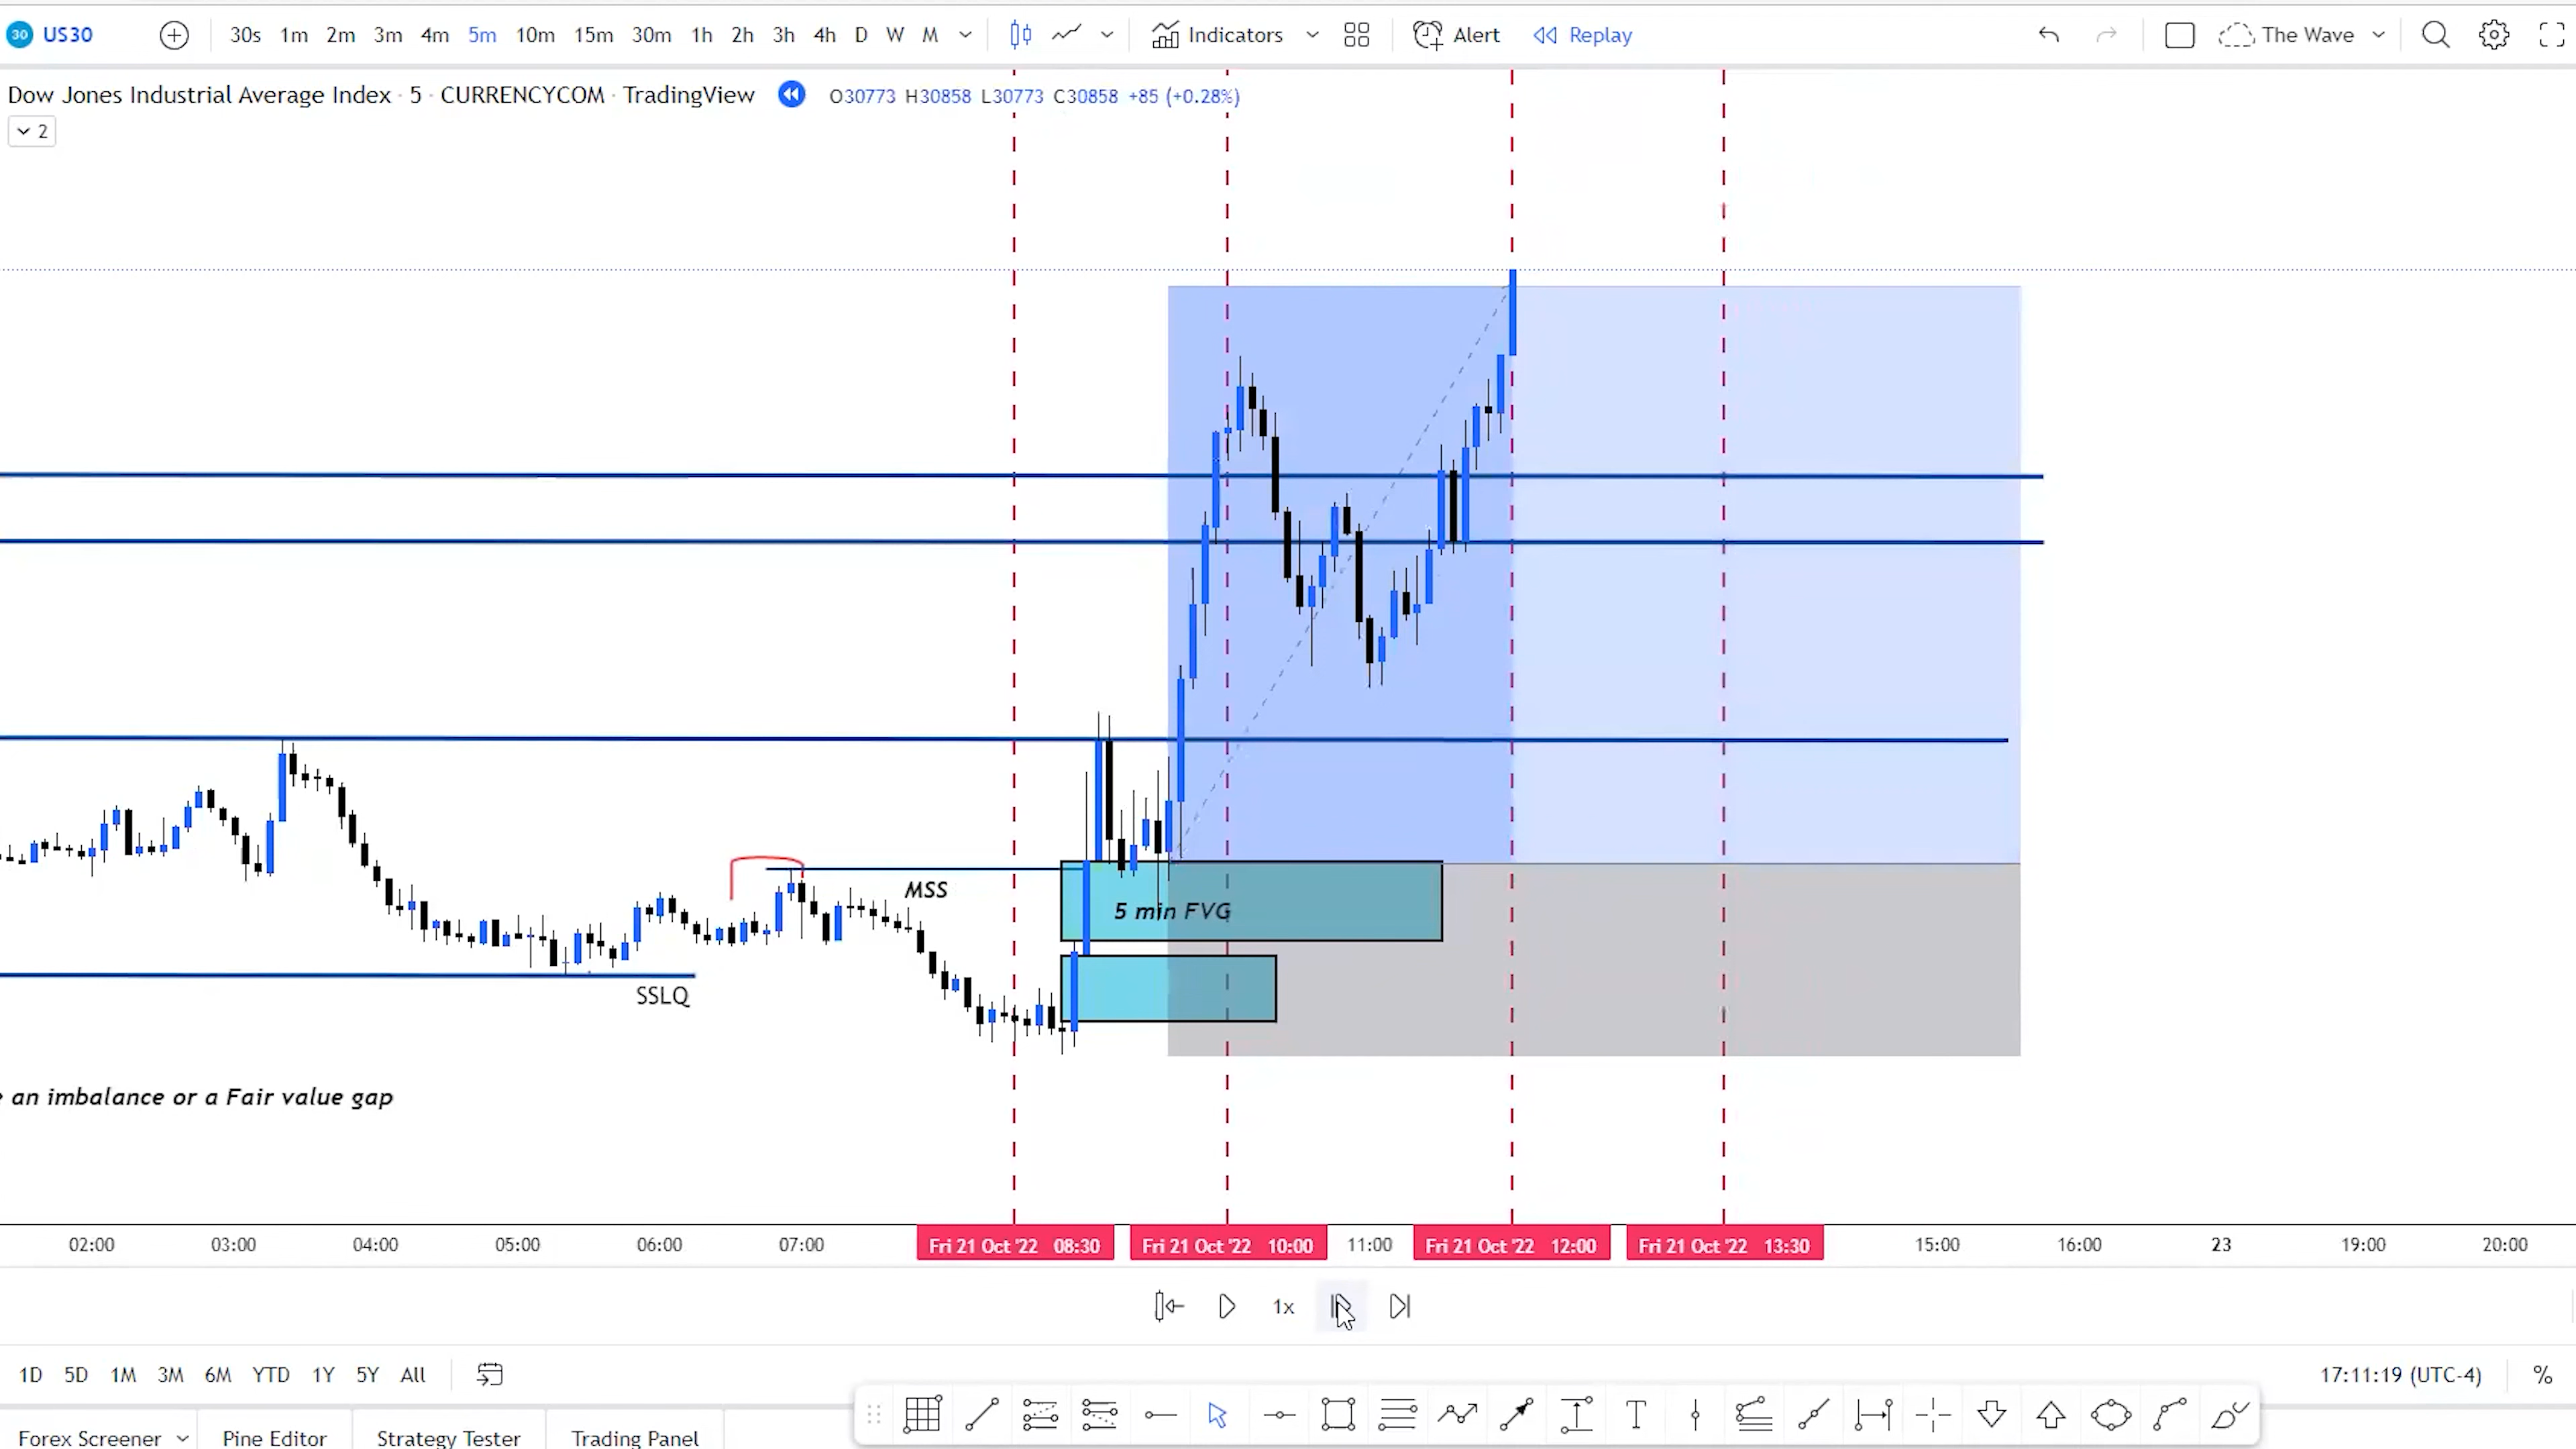 30 US30 30s 1m 2m 3m 4m 5m 10m 15m 30m 1h 2h 3h 4h D W M Indicators Alert Replay The Wave
Dow Jones Industrial Average Index · 5 · CURRENCYCOM · TradingView O30773 H30858 L30773 C30858 +85 (+0.28%)
2
MSS
5 min FVG
SSLQ
an imbalance or a Fair value gap
02:00 03:00 04:00 05:00 06:00 07:00 Fri 21 Oct '22 08:30 Fri 21 Oct '22 10:00 11:00 Fri 21 Oct '22 12:00 Fri 21 Oct '22 13:30 15:00 16:00 23 19:00 20:00
1x
1D 5D 1M 3M 6M YTD 1Y 5Y All 17:11:19 (UTC-4) %
T
Forex Screener Pine Editor Strategy Tester Trading Panel